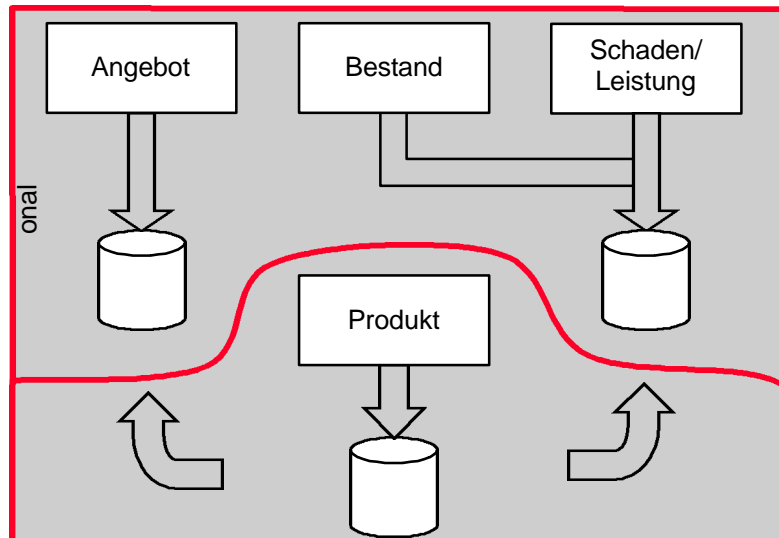 Angebot
Bestand
Schaden/
Leistung
onal
Produkt